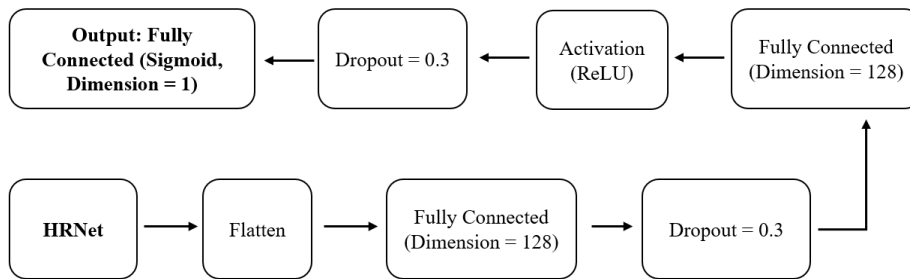 Output: Fully
Connected (Sigmoid,
Dimension = 1)
Dropout = 0.3
Activation
(ReLU)
Fully Connected
(Dimension = 128)
HRNet
Flatten
Fully Connected
(Dimension = 128)
Dropout = 0.3